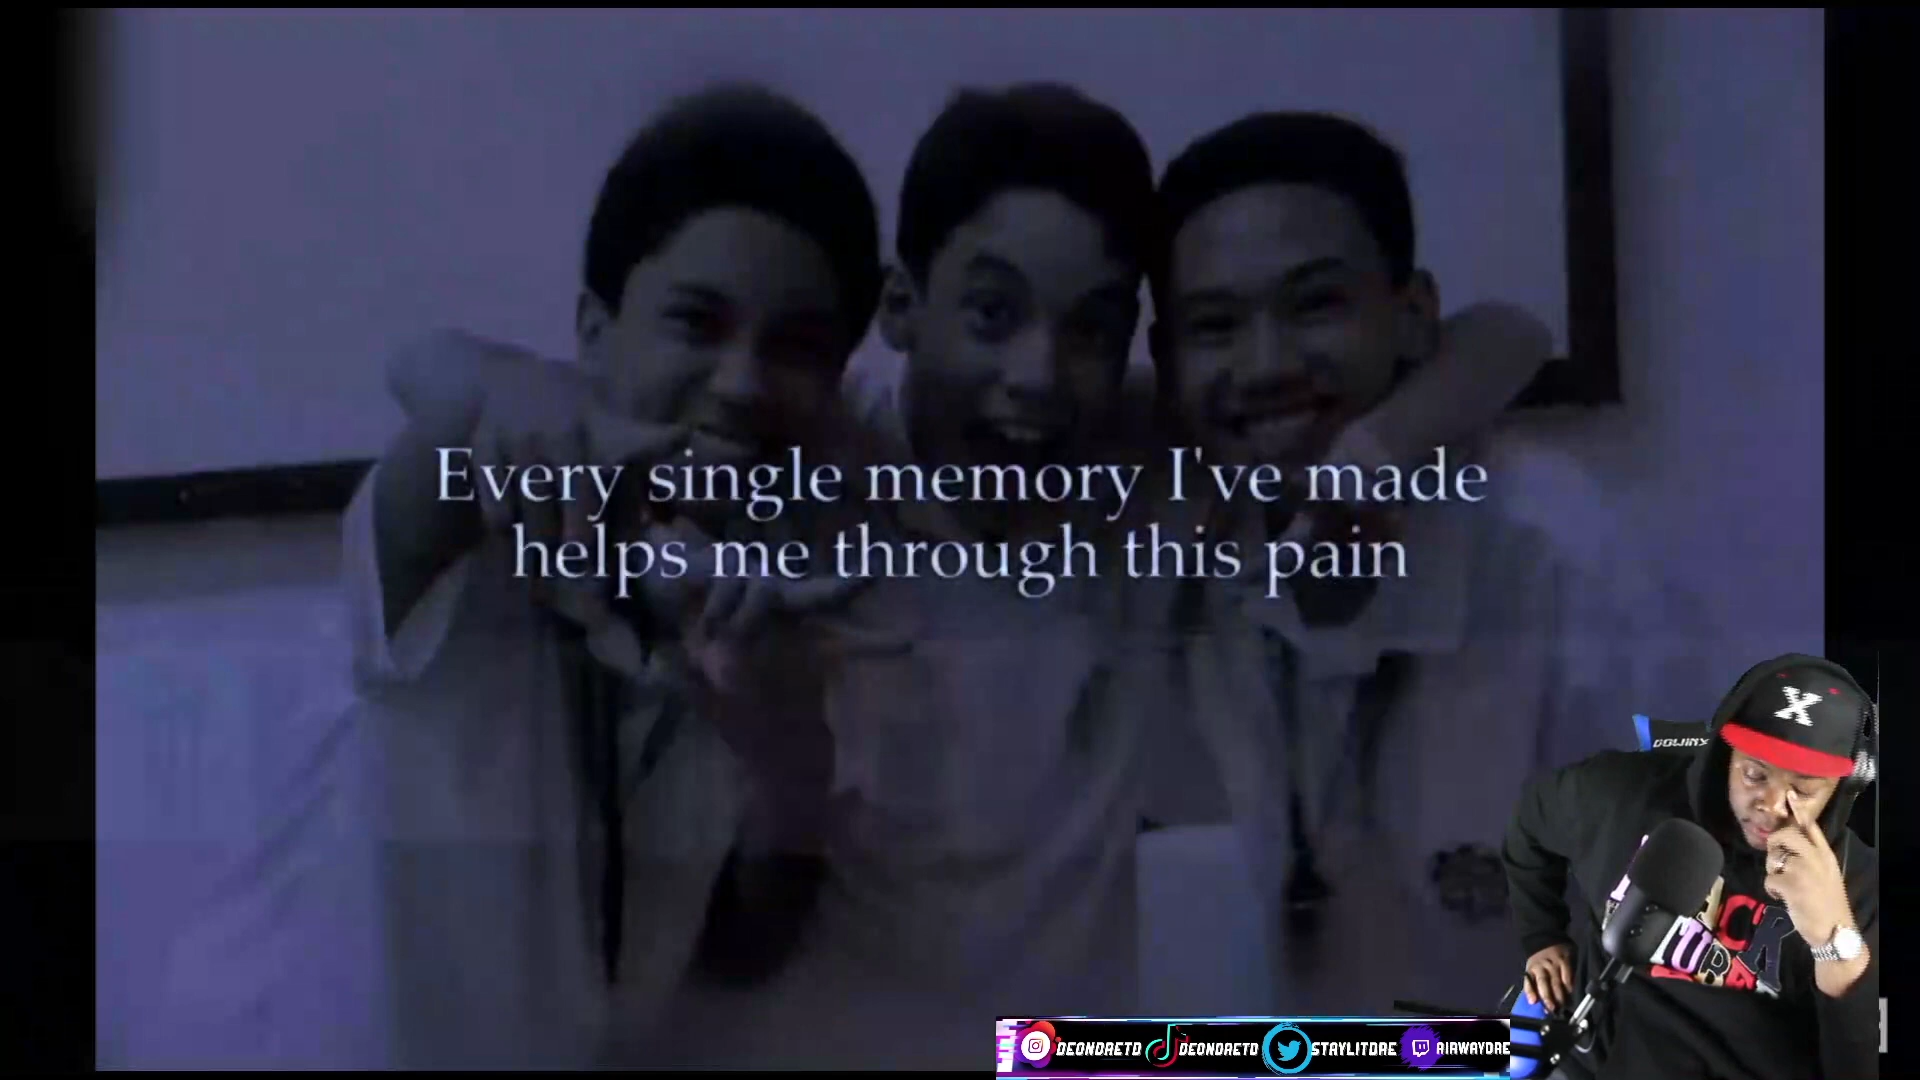 Every single memory I've made
helps me through this pain
X
DEONDRETD
DEONDRETD
STAYLITDRE
AIRWAYDRE